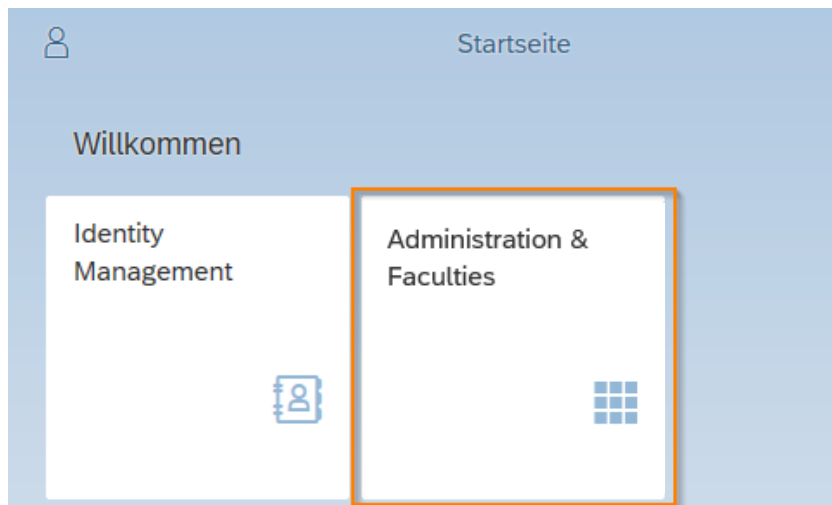 Startseite
Willkommen
Identity
Management
Administration &
Faculties